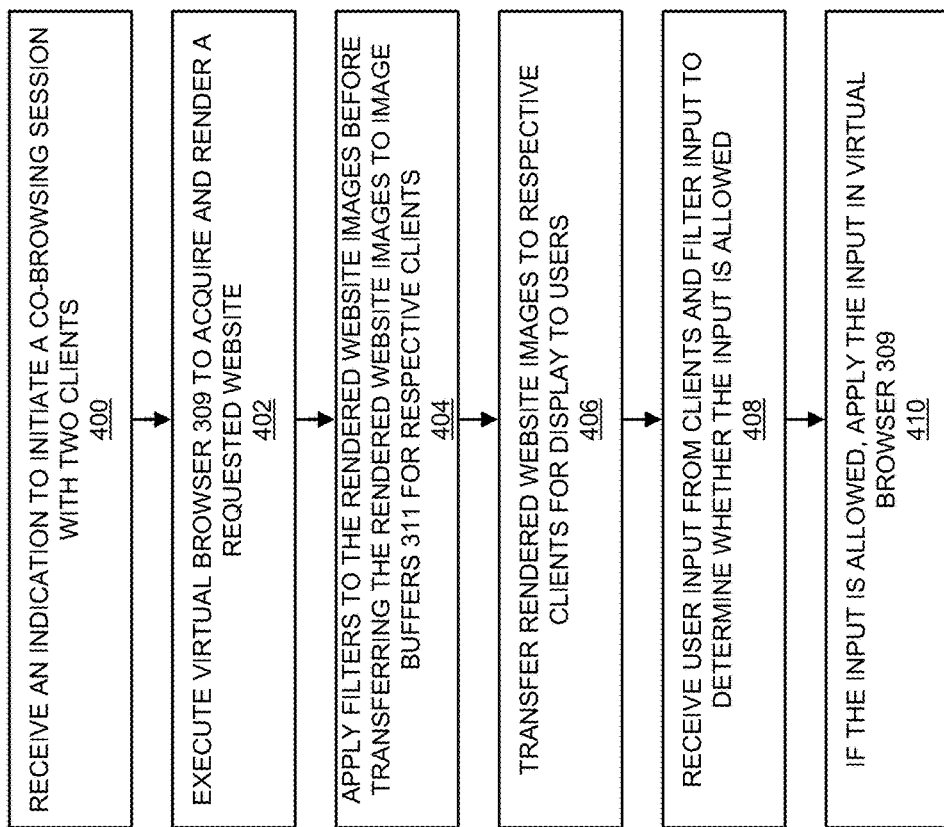 RECEIVE AN INDICATION TO INITIATE A CO-BROWSING SESSION
WITH TWO CLIENTS
400
EXECUTE VIRTUAL BROWSER 309 TO ACQUIRE AND RENDER A
REQUESTED WEBSITE
402
APPLY FILTERS TO THE RENDERED WEBSITE IMAGES BEFORE
TRANSFERRING THE RENDERED WEBSITE IMAGES TO IMAGE
BUFFERS 311 FOR RESPECTIVE CLIENTS
404
TRANSFER RENDERED WEBSITE IMAGES TO RESPECTIVE
CLIENTS FOR DISPLAY TO USERS
406
RECEIVE USER INPUT FROM CLIENTS AND FILTER INPUT TO
DETERMINE WHETHER THE INPUT IS ALLOWED
408
IF THE INPUT IS ALLOWED, APPLY THE INPUT IN VIRTUAL
BROWSER 309
410